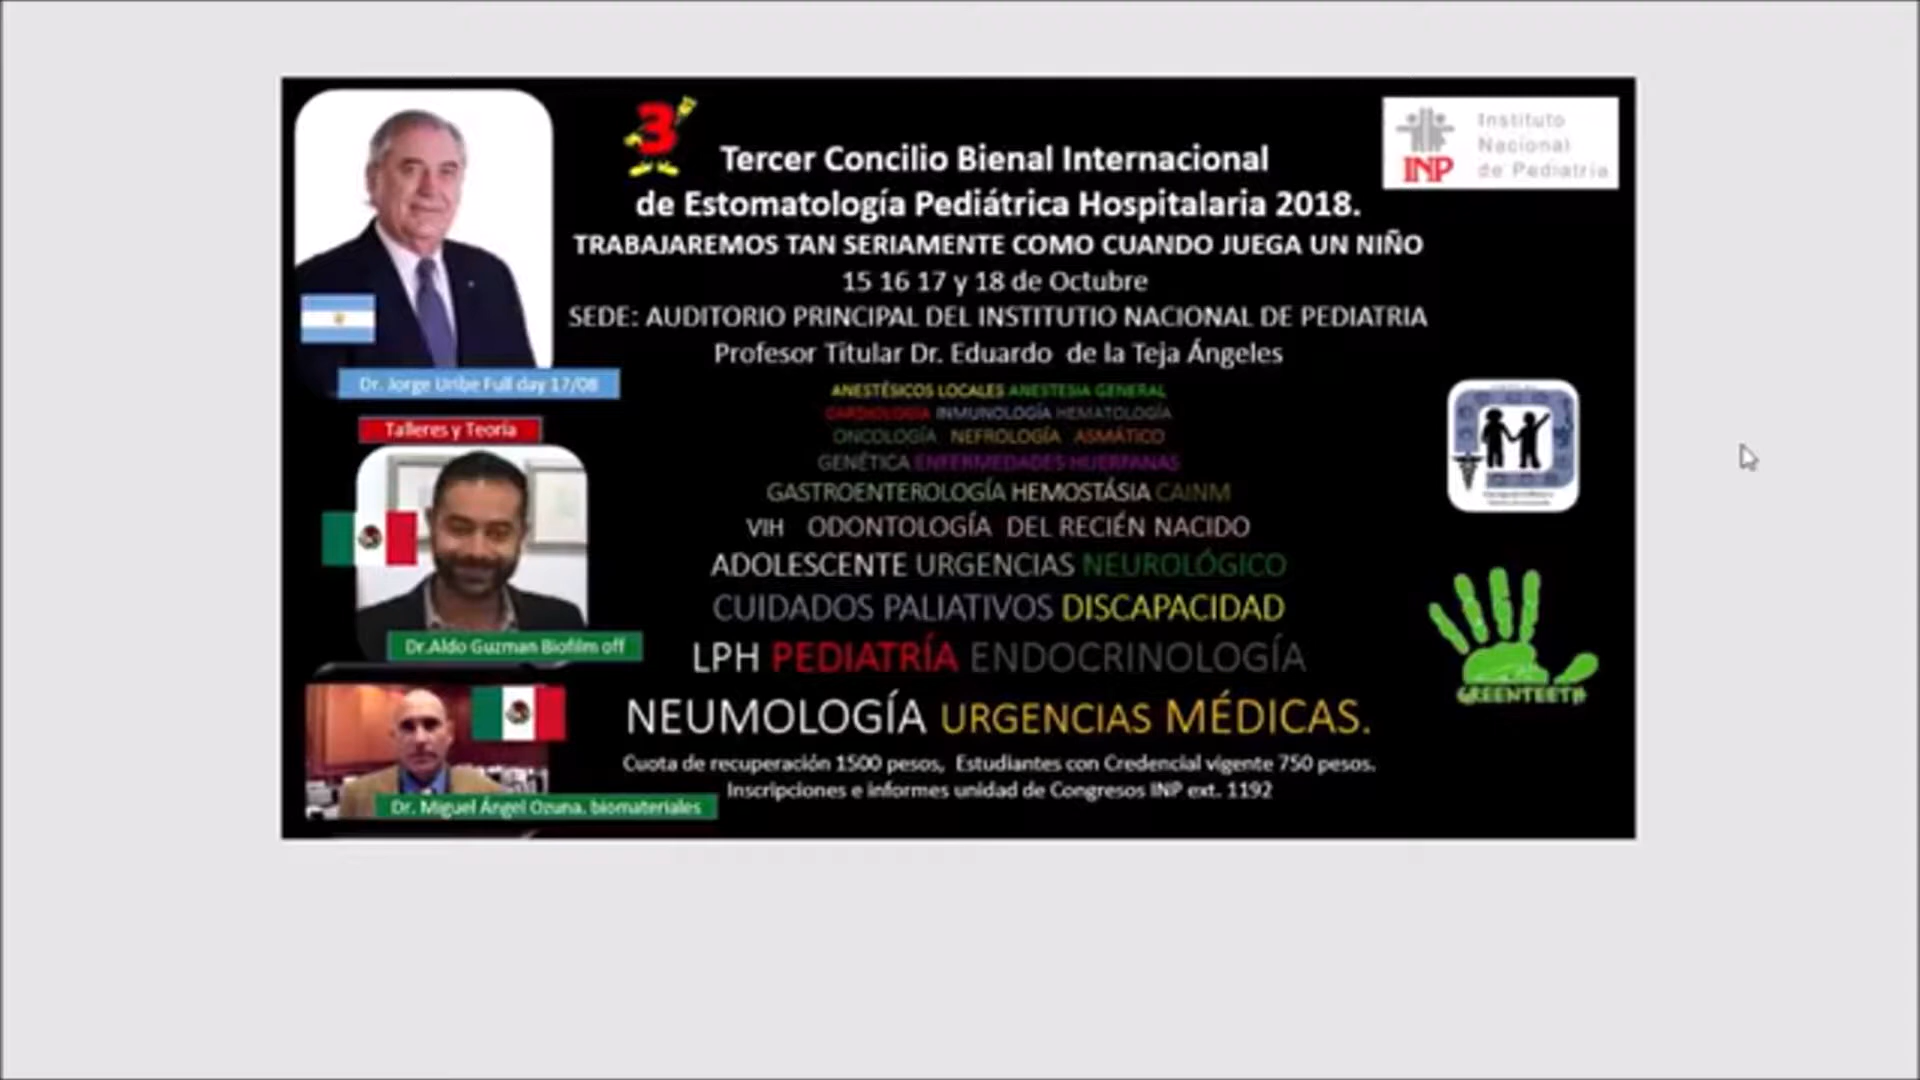 3
Tercer Concilio Bienal Internacional
de Estomatología Pediátrica Hospitalaria 2018.
TRABAJAREMOS TAN SERIAMENTE COMO CUANDO JUEGA UN NIÑO
15 16 17 y 18 de Octubre
SEDE: AUDITORIO PRINCIPAL DEL INSTITUTIO NACIONAL DE PEDIATRIA
Profesor Titular Dr. Eduardo de la Teja Ángeles
ANESTÉSICOS LOCALES ANESTESIA GENERAL
CARDIOLOGÍA INMUNOLOGÍA HEMATOLOGÍA
ONCOLOGÍA NEFROLOGÍA ASMÁTICO
GENÉTICA ENFERMEDADES HUERFANAS
GASTROENTEROLOGÍA HEMOSTÁSIA CAINM
VIH ODONTOLOGÍA DEL RECIÉN NACIDO
ADOLESCENTE URGENCIAS NEUROLÓGICO
CUIDADOS PALIATIVOS DISCAPACIDAD
LPH PEDIATRÍA ENDOCRINOLOGÍA
NEUMOLOGÍA URGENCIAS MÉDICAS.
Cuota de recuperación 1500 pesos, Estudiantes con Credencial vigente 750 pesos.
Inscripciones e informes unidad de Congresos INP ext. 1192
Dr. Jorge Uribe Full day 17/08
Talleres y Teoría
Dr.Aldo Guzman Biofilm off
Dr. Miguel Ángel Ozuna. biomateriales
INP
Instituto
Nacional
de Pediatría
GREENTEETH